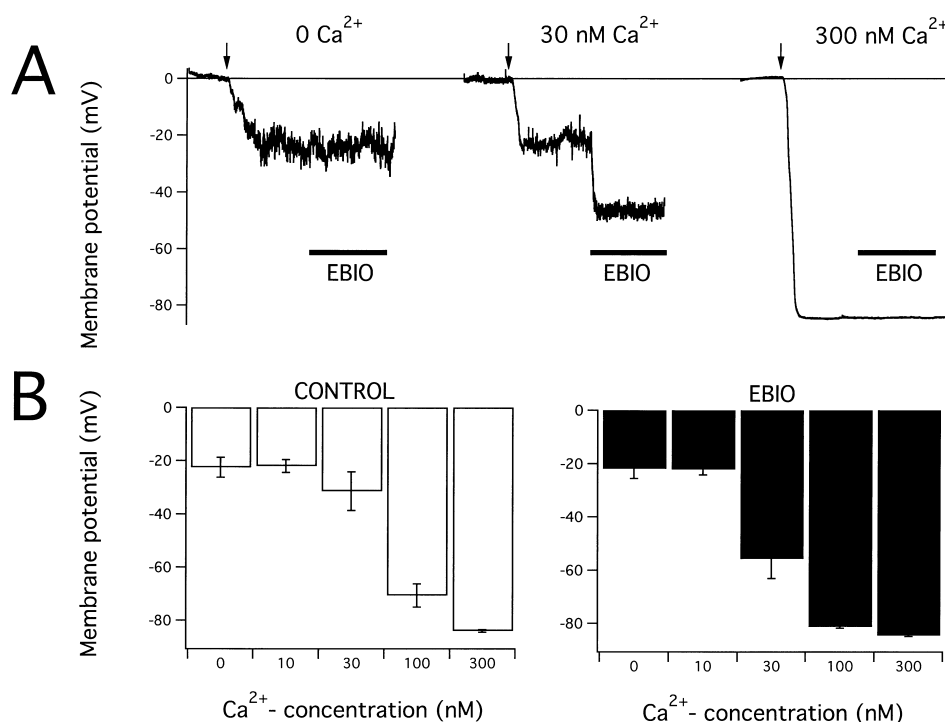 A
0 Ca²⁺
30 nM Ca²⁺
300 nM Ca²⁺
Membrane potential (mV)
0
-20
-40
-60
-80
EBIO
EBIO
EBIO
B
CONTROL
Membrane potential (mV)
0
-20
-40
-60
-80
0 10 30 100 300
Ca²⁺- concentration (nM)
EBIO
0
-20
-40
-60
-80
0 10 30 100 300
Ca²⁺- concentration (nM)